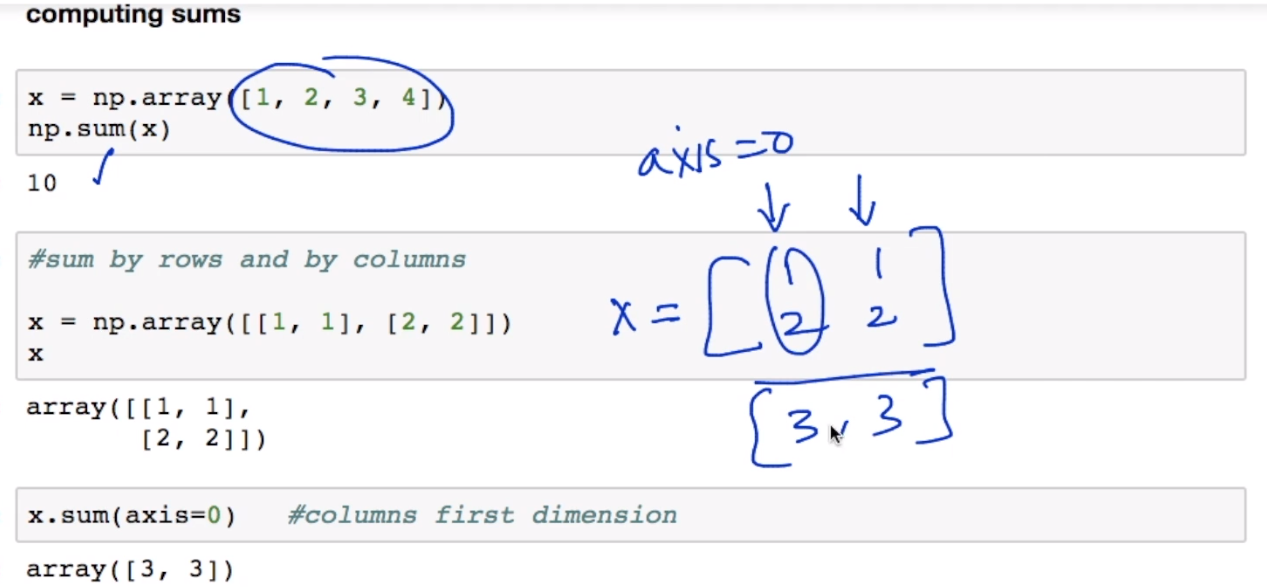 computing sums
x = np.array([1, 2, 3, 4])
np.sum(x)
10
axis=0
#sum by rows and by columns
x = np.array([[1, 1], [2, 2]])
x
x = [1 1
2 2]
array([[1, 1],
[2, 2]])
[3, 3]
x.sum(axis=0) #columns first dimension
array([3, 3])